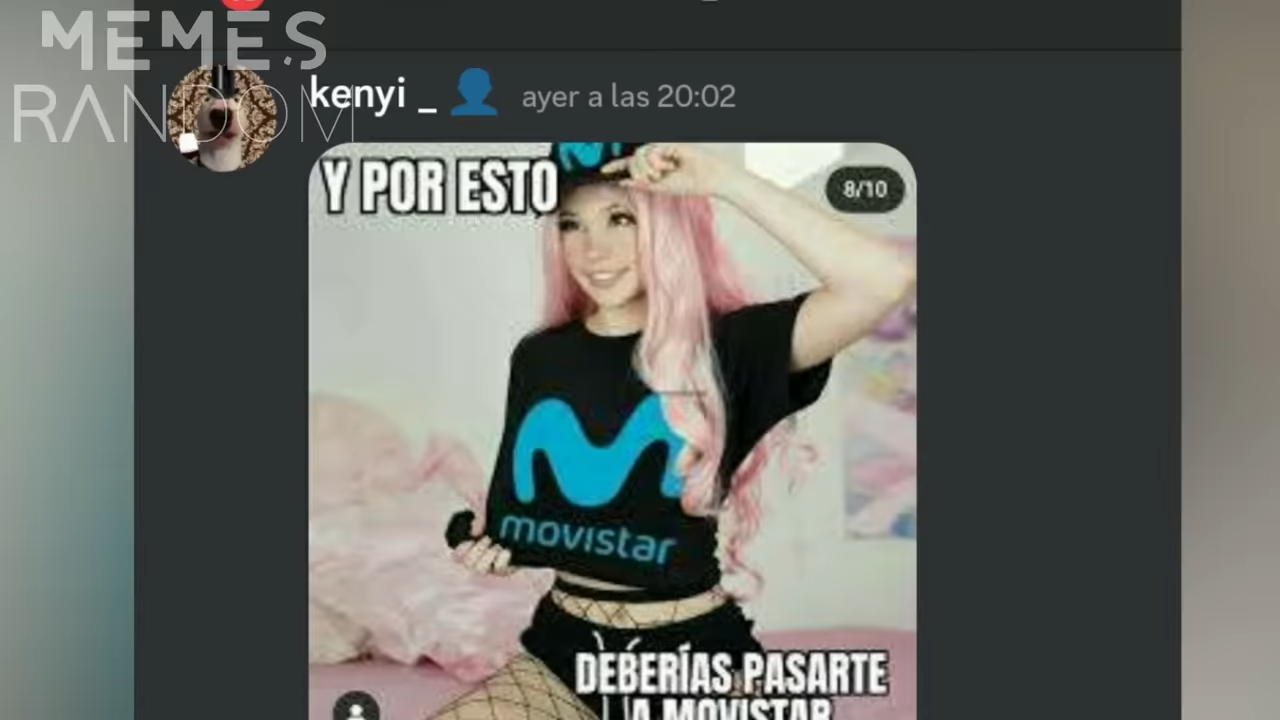 MEMES
RANDOM
kenyi _ ayer a las 20:02
Y POR ESTO
8/10
movistar
DEBERÍAS PASARTE
A MOVISTAR